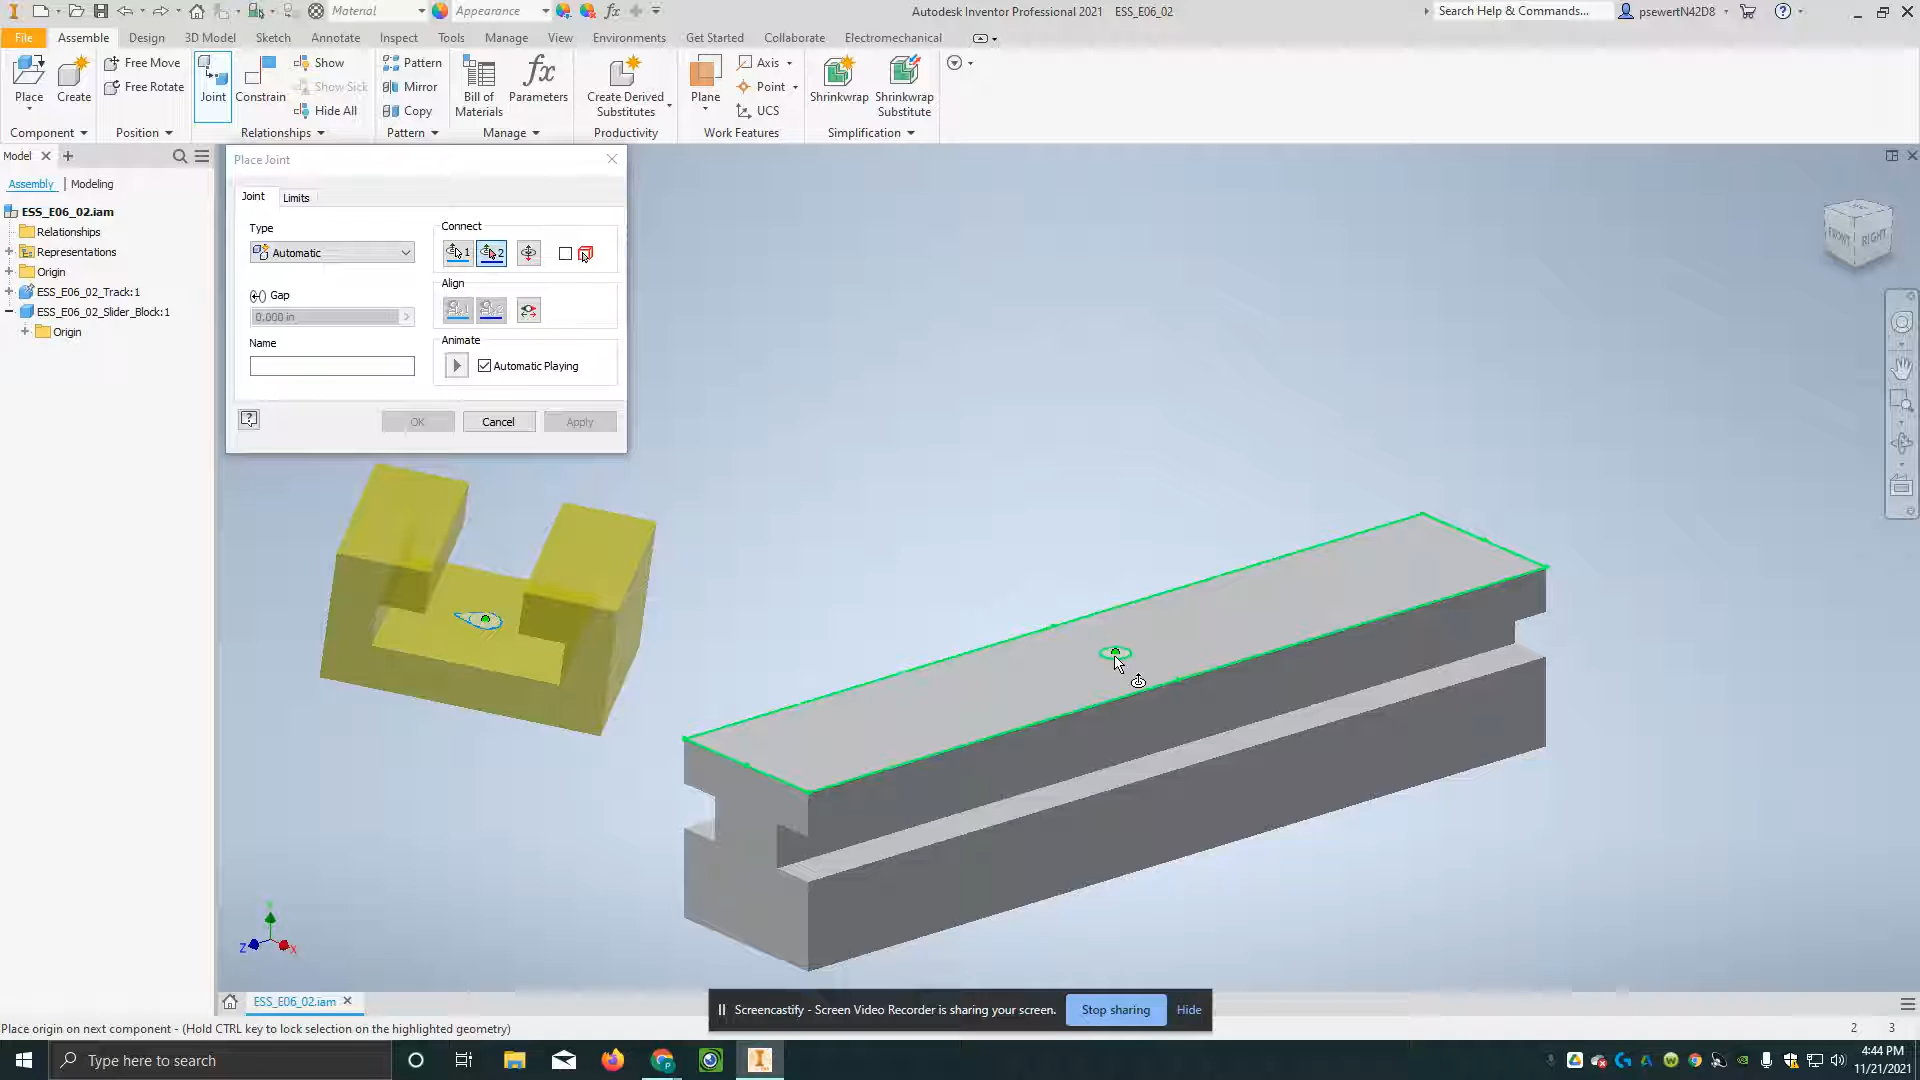 Material
Appearance
fx
Autodesk Inventor Professional 2021 ESS_E06_02
Search Help & Commands...
psewertN42D8
File Assemble Design 3D Model Sketch Annotate Inspect Tools Manage View Environments Get Started Collaborate Electromechanical
Place
Create
Free Move
Free Rotate
Joint
Constrain
Show
Show Sick
Hide All
Pattern
Mirror
Copy
Bill of
Materials
fx
Parameters
Create Derived
Substitutes
Plane
Axis
Point
UCS
Shrinkwrap
Shrinkwrap
Substitute
Component Position Relationships Pattern Manage Productivity Work Features Simplification
Model
Assembly | Modeling
ESS_E06_02.iam
Relationships
Representations
Origin
ESS_E06_02_Track:1
ESS_E06_02_Slider_Block:1
Origin
Place Joint
Joint Limits
Type
Automatic
Gap
0.000 in
Name
Connect
1 2
Align
Animate
Automatic Playing
OK Cancel Apply
FRONT RIGHT
Z X
ESS_E06_02.iam
Screencastify - Screen Video Recorder is sharing your screen. Stop sharing Hide
Place origin on next component - (Hold CTRL key to lock selection on the highlighted geometry)
2 3
Type here to search
4:44 PM
11/21/2021